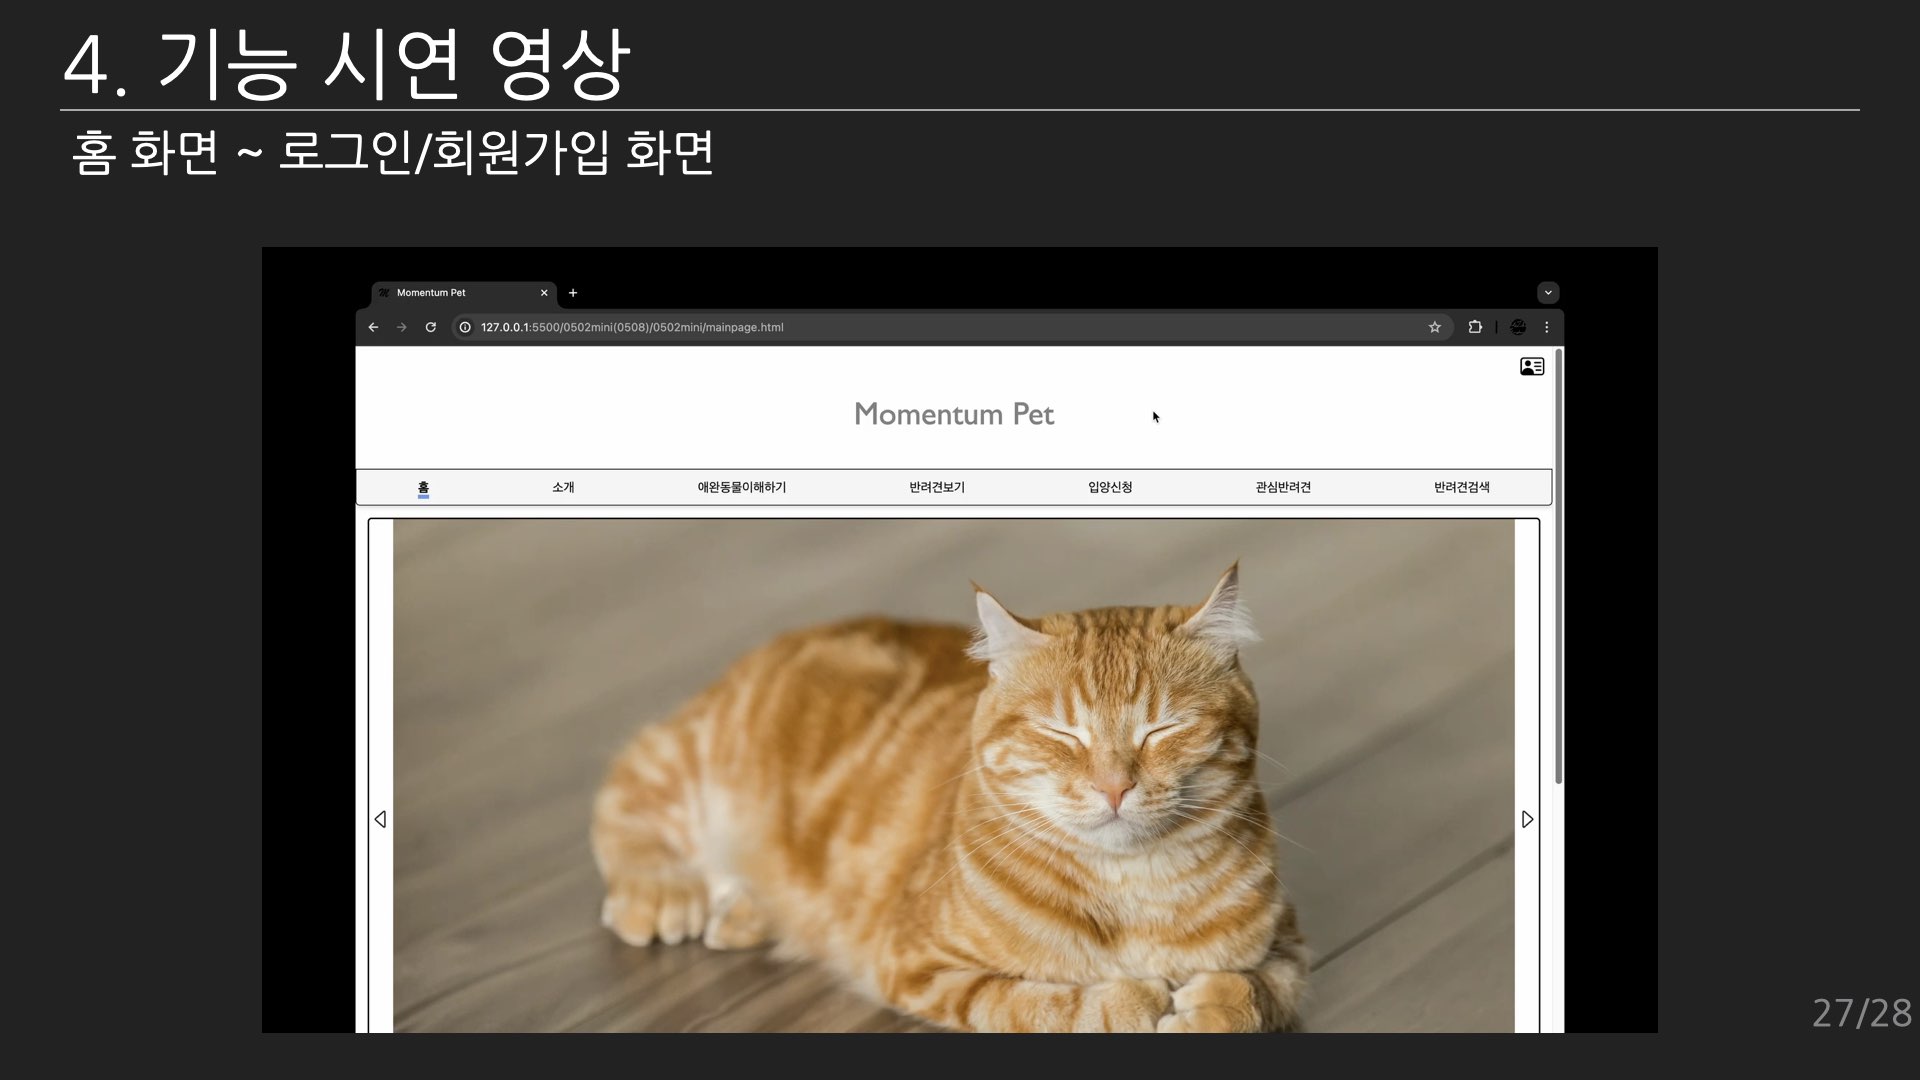 4. 기능 시연 영상
홈 화면 ~ 로그인/회원가입 화면
Momentum Pet
127.0.0.1:5500/0502mini(0508)/0502mini/mainpage.html
Momentum Pet
홈 소개 애완동물이해하기 반려견보기 입양신청 관심반려견 반려견검색
27/28